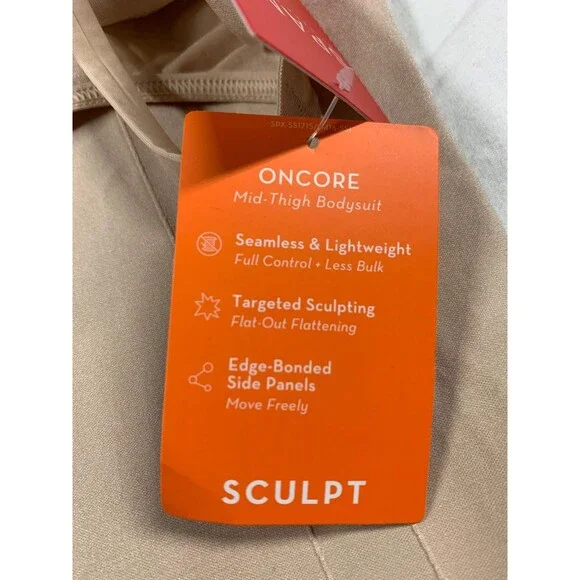 ONCORE
Mid-Thigh Bodysuit
Seamless & Lightweight
Full Control + Less Bulk
Targeted Sculpting
Flat-Out Flattening
Edge-Bonded
Side Panels
Move Freely
SCULPT